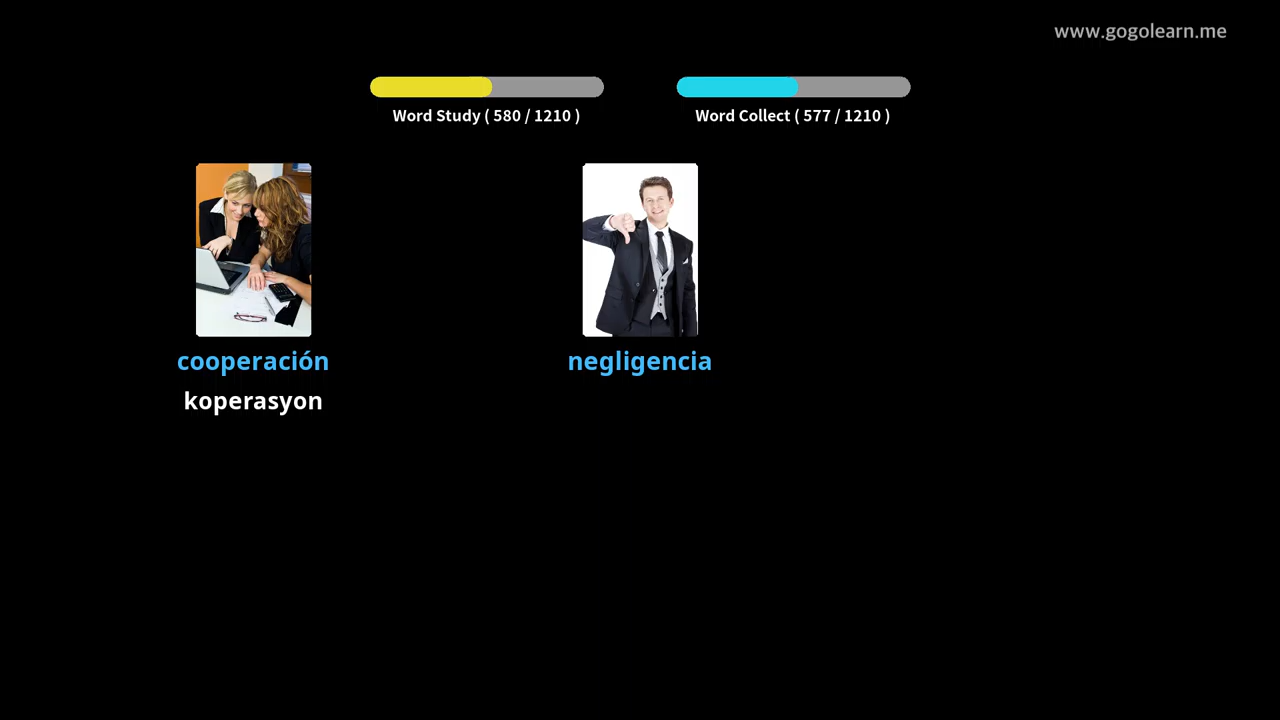 www.gogolearn.me
Word Study ( 580 / 1210 )
Word Collect ( 577 / 1210 )
cooperación
negligencia
koperasyon